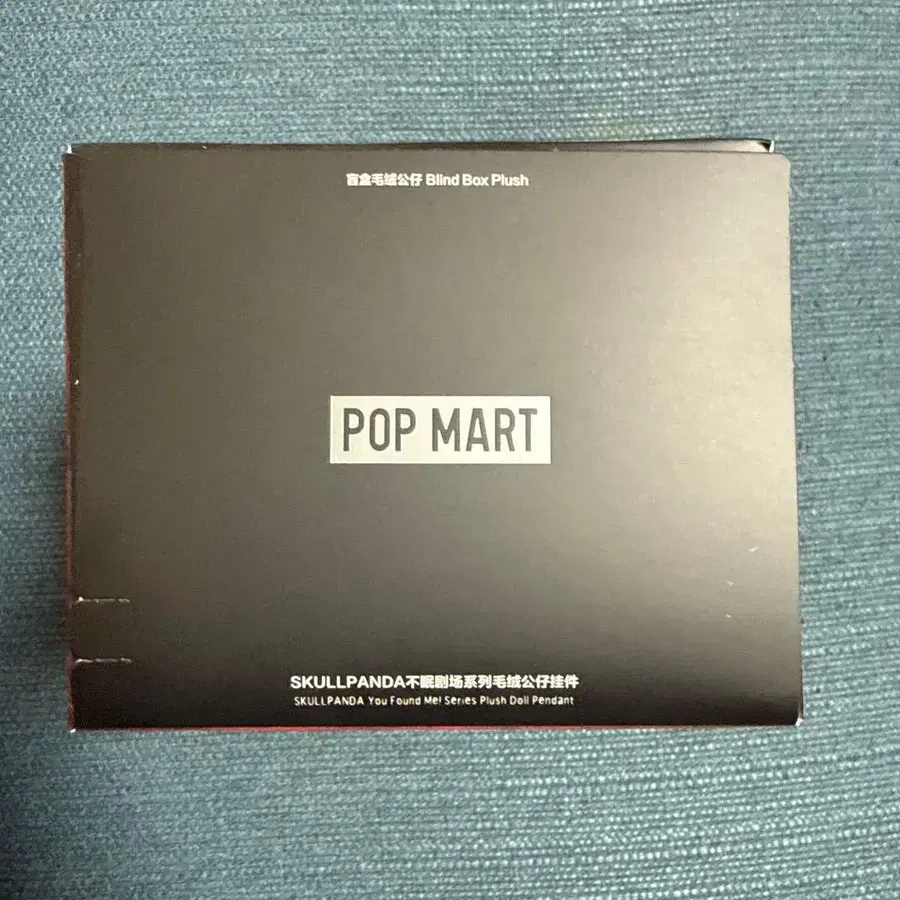 盲盒毛绒公仔 Blind Box Plush
POP MART
SKULLPANDA不眠剧场系列毛绒公仔挂件
SKULLPANDA You Found Me! Series Plush Doll Pendant